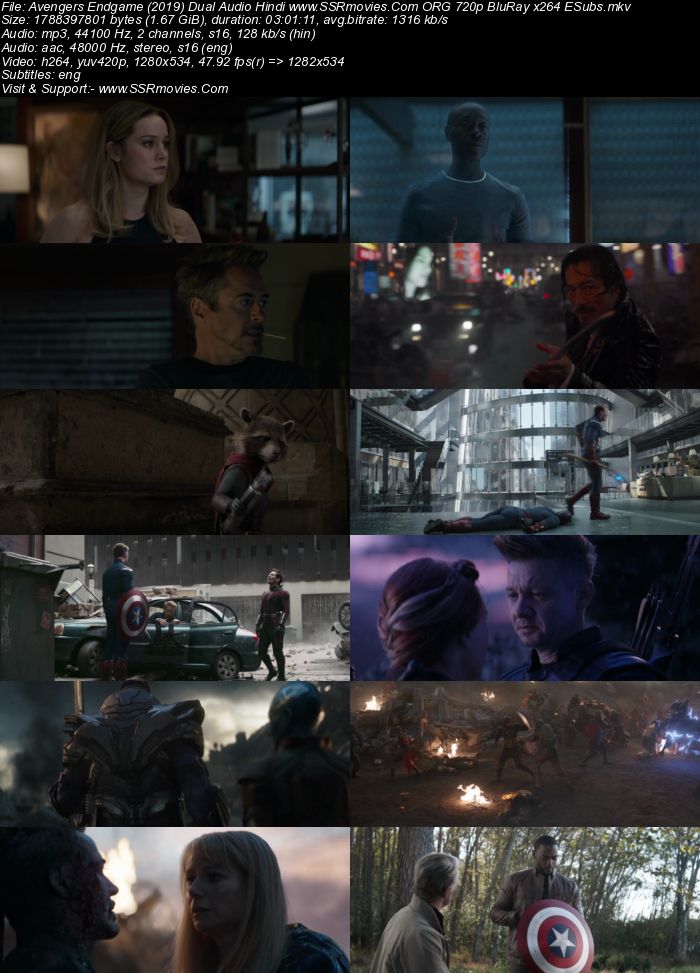 File: Avengers Endgame (2019) Dual Audio Hindi www.SSRmovies.Com ORG 720p BluRay x264 ESubs.mkv
Size: 1788397801 bytes (1.67 GiB), duration: 03:01:11, avg.bitrate: 1316 kb/s
Audio: mp3, 44100 Hz, 2 channels, s16, 128 kb/s (hin)
Audio: aac, 48000 Hz, stereo, s16 (eng)
Video: h264, yuv420p, 1280x534, 47.92 fps(r) => 1282x534
Subtitles: eng
Visit & Support:- www.SSRmovies.Com